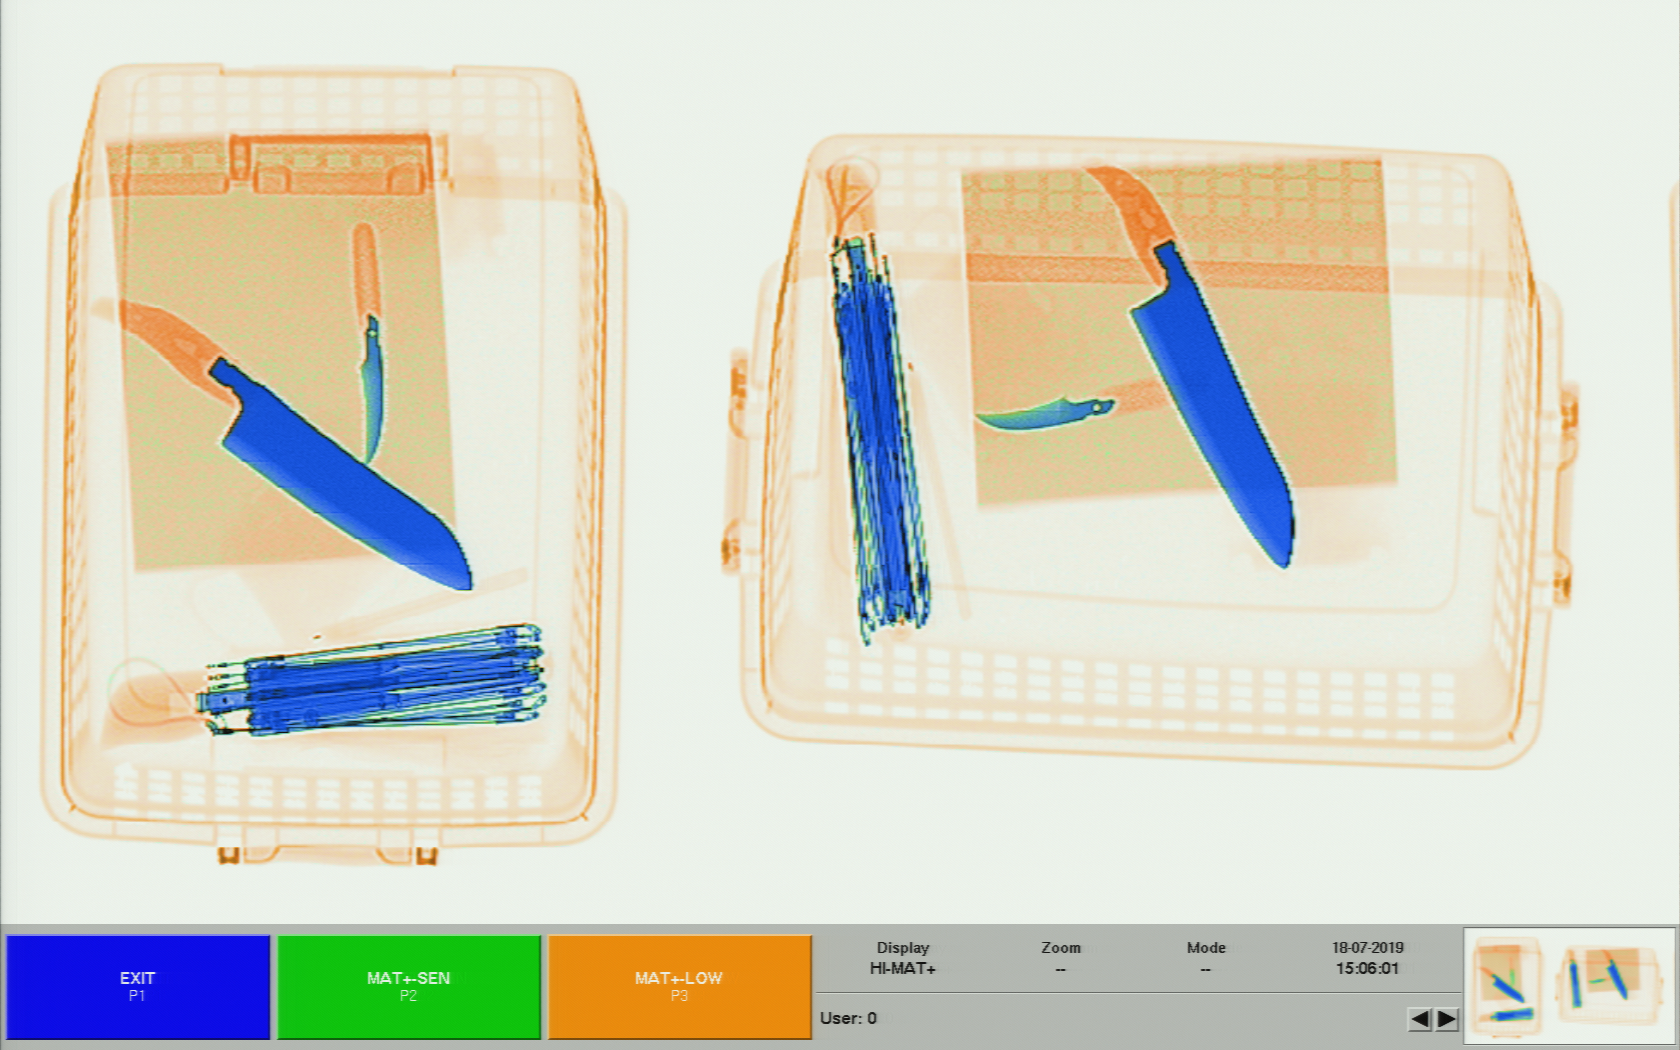 EXIT
P1
MAT+-SEN
P2
MAT+-LOW
P3
Display
HI-MAT+
Zoom
--
Mode
--
18-07-2019
15:06:01
User: 0